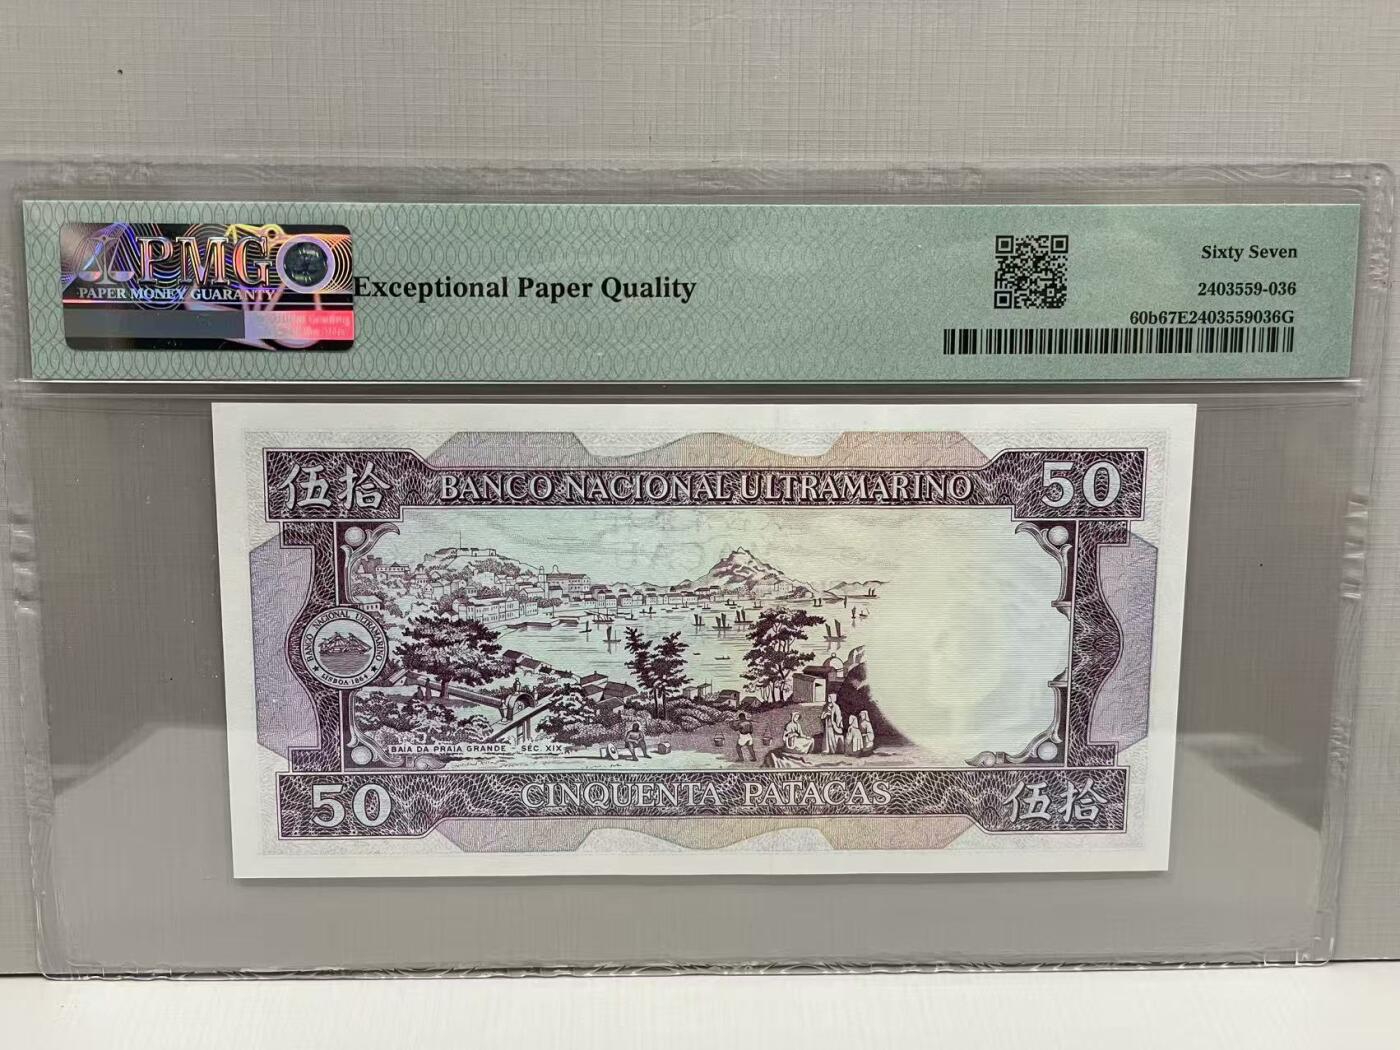 PMG
PAPER MONEY GUARANTY
Exceptional Paper Quality
Sixty Seven
2403559-036
60b67E2403559036G
伍拾
BANCO NACIONAL ULTRAMARINO
50
BANCO NACIONAL ULTRAMARINO
LISBOA 1864
BAIA DA PRAIA GRANDE - SÉC. XIX
50
CINQUENTA PATACAS
伍拾